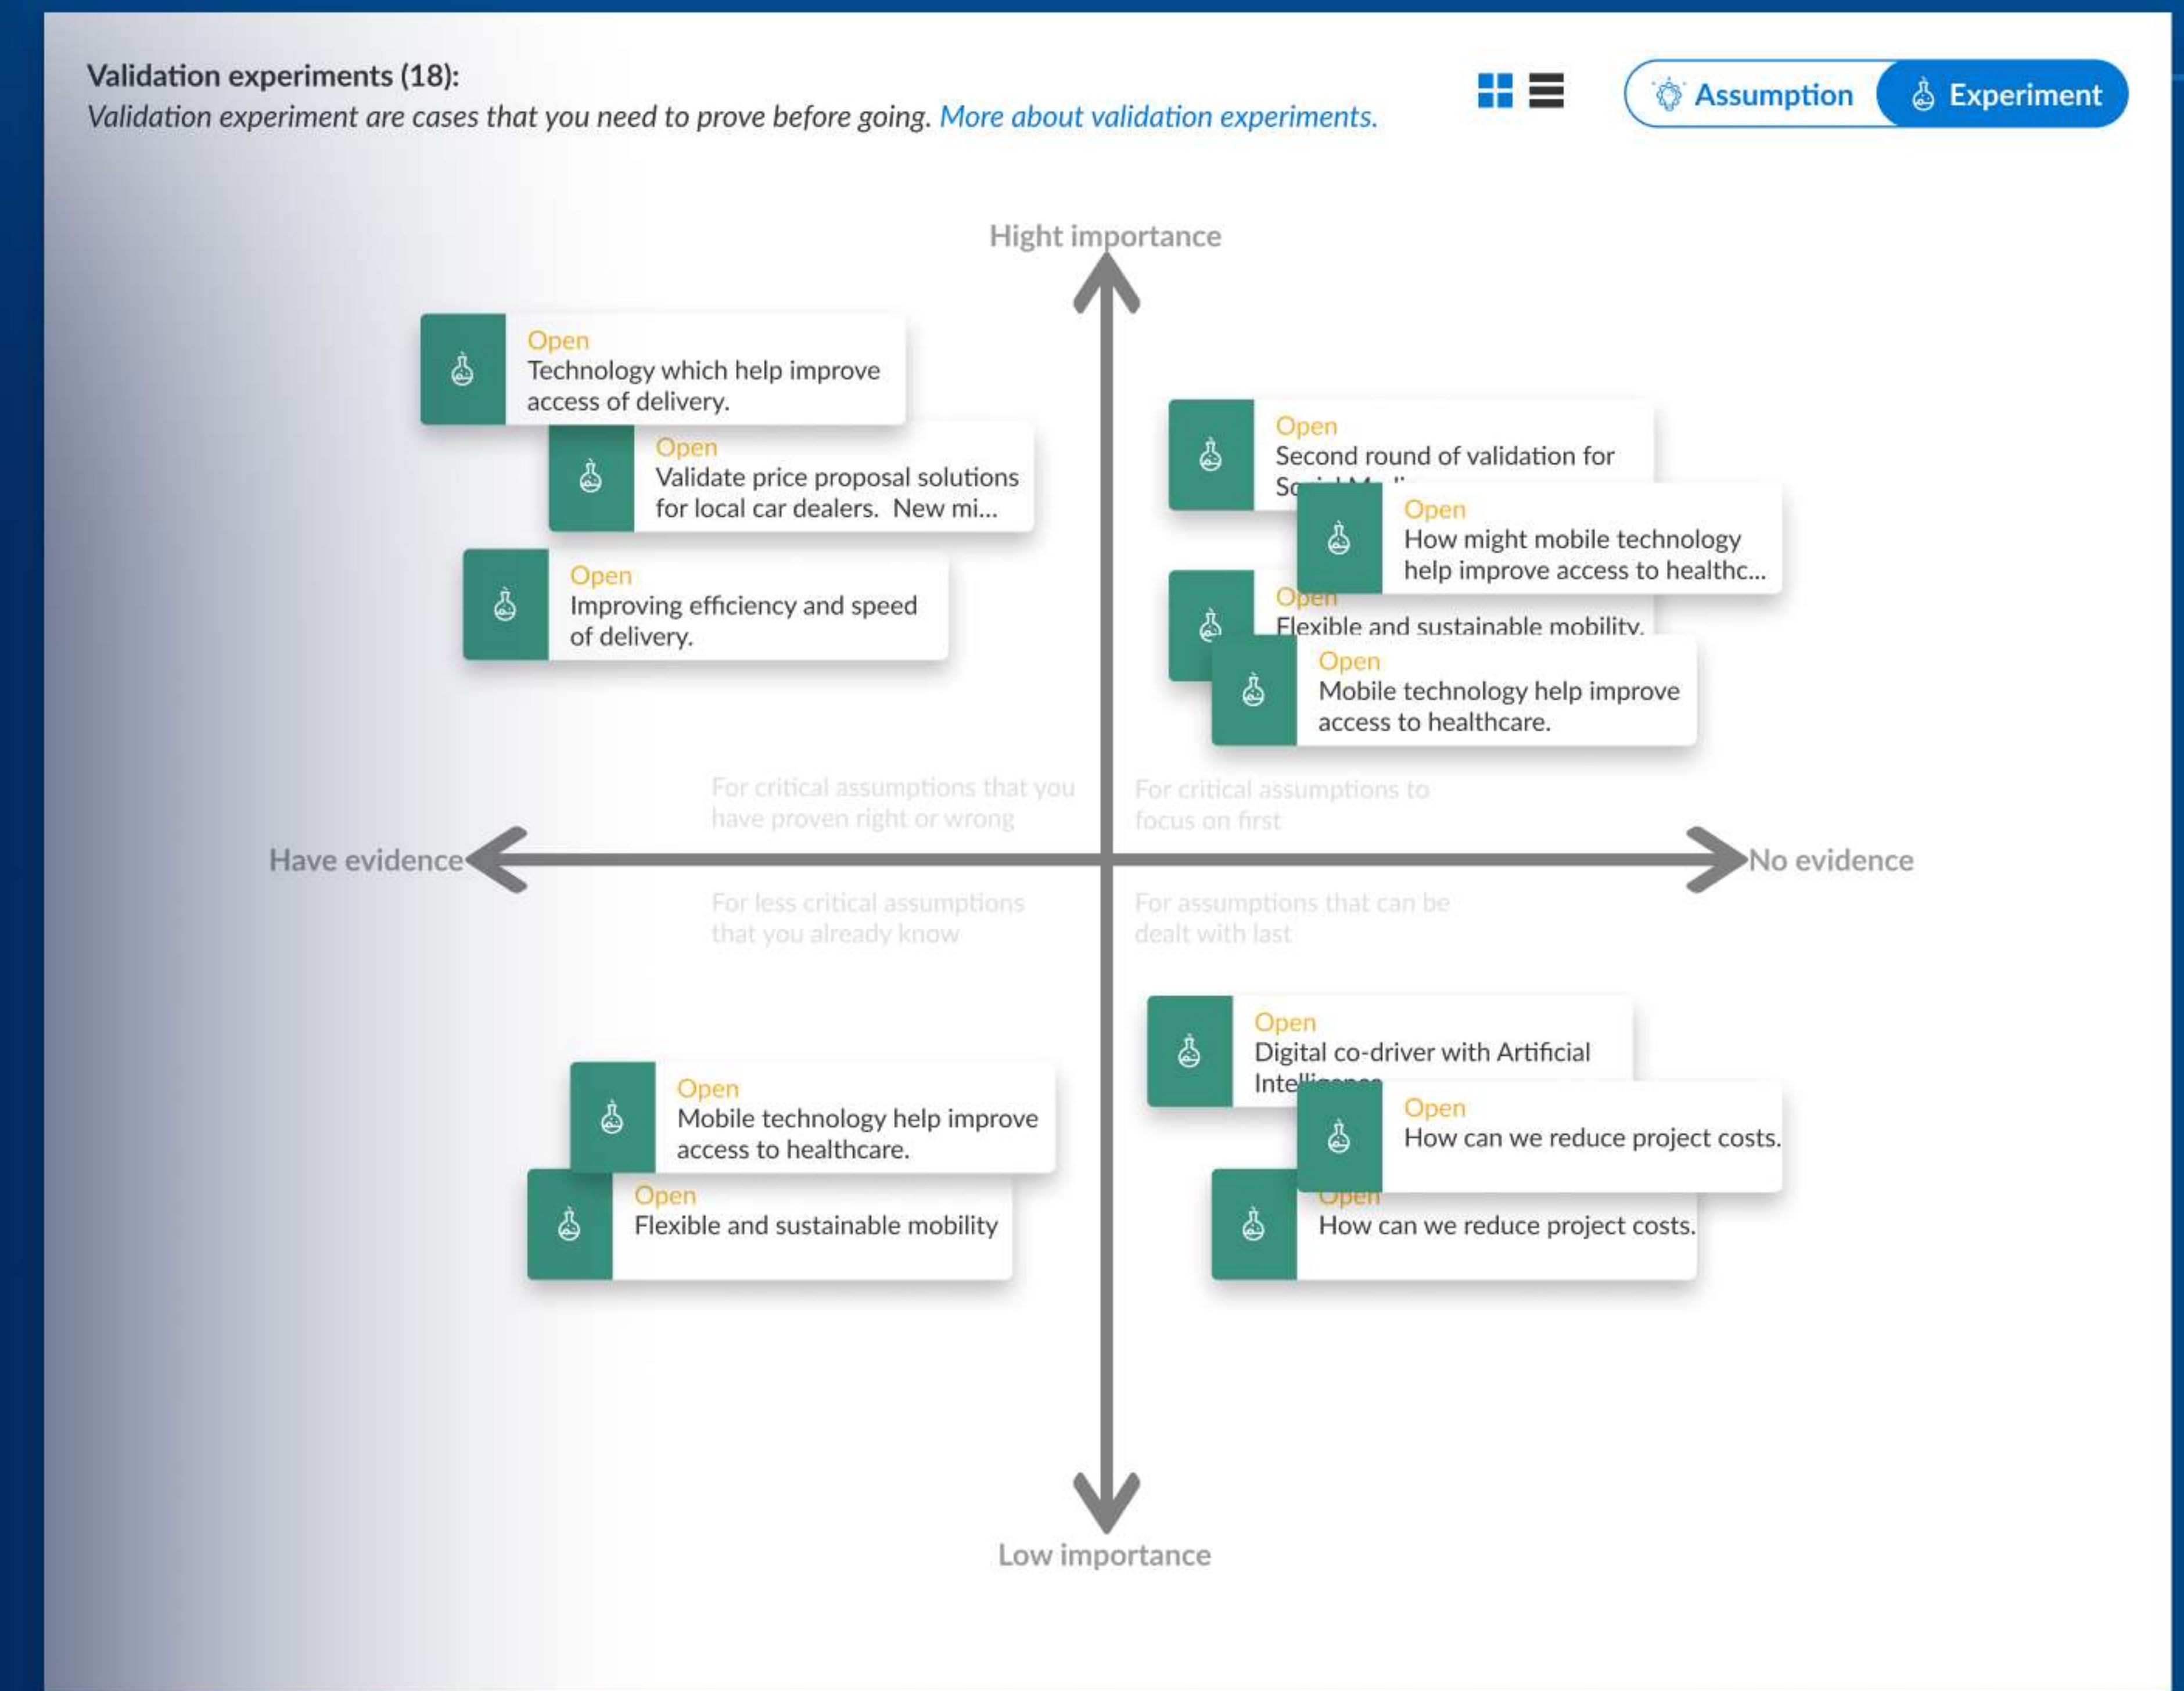 Validation experiments (18):
Validation experiment are cases that you need to prove before going. More about validation experiments.
Assumption
Experiment
Hight importance
Open
Technology which help improve
access of delivery.
Open
Validate price proposal solutions
for local car dealers. New mi...
Open
Improving efficiency and speed
of delivery.
Open
Second round of validation for
Open
How might mobile technology
help improve access to healthc...
Open
Flexible and sustainable mobility.
Open
Mobile technology help improve
access to healthcare.
For critical assumptions that you
have proven right or wrong
For critical assumptions to
focus on first
Have evidence
No evidence
For less critical assumptions
that you already know
For assumptions that can be
dealt with last
Open
Mobile technology help improve
access to healthcare.
Open
Flexible and sustainable mobility
Open
Digital co-driver with Artificial
Intelligence
Open
How can we reduce project costs.
Open
How can we reduce project costs.
Low importance